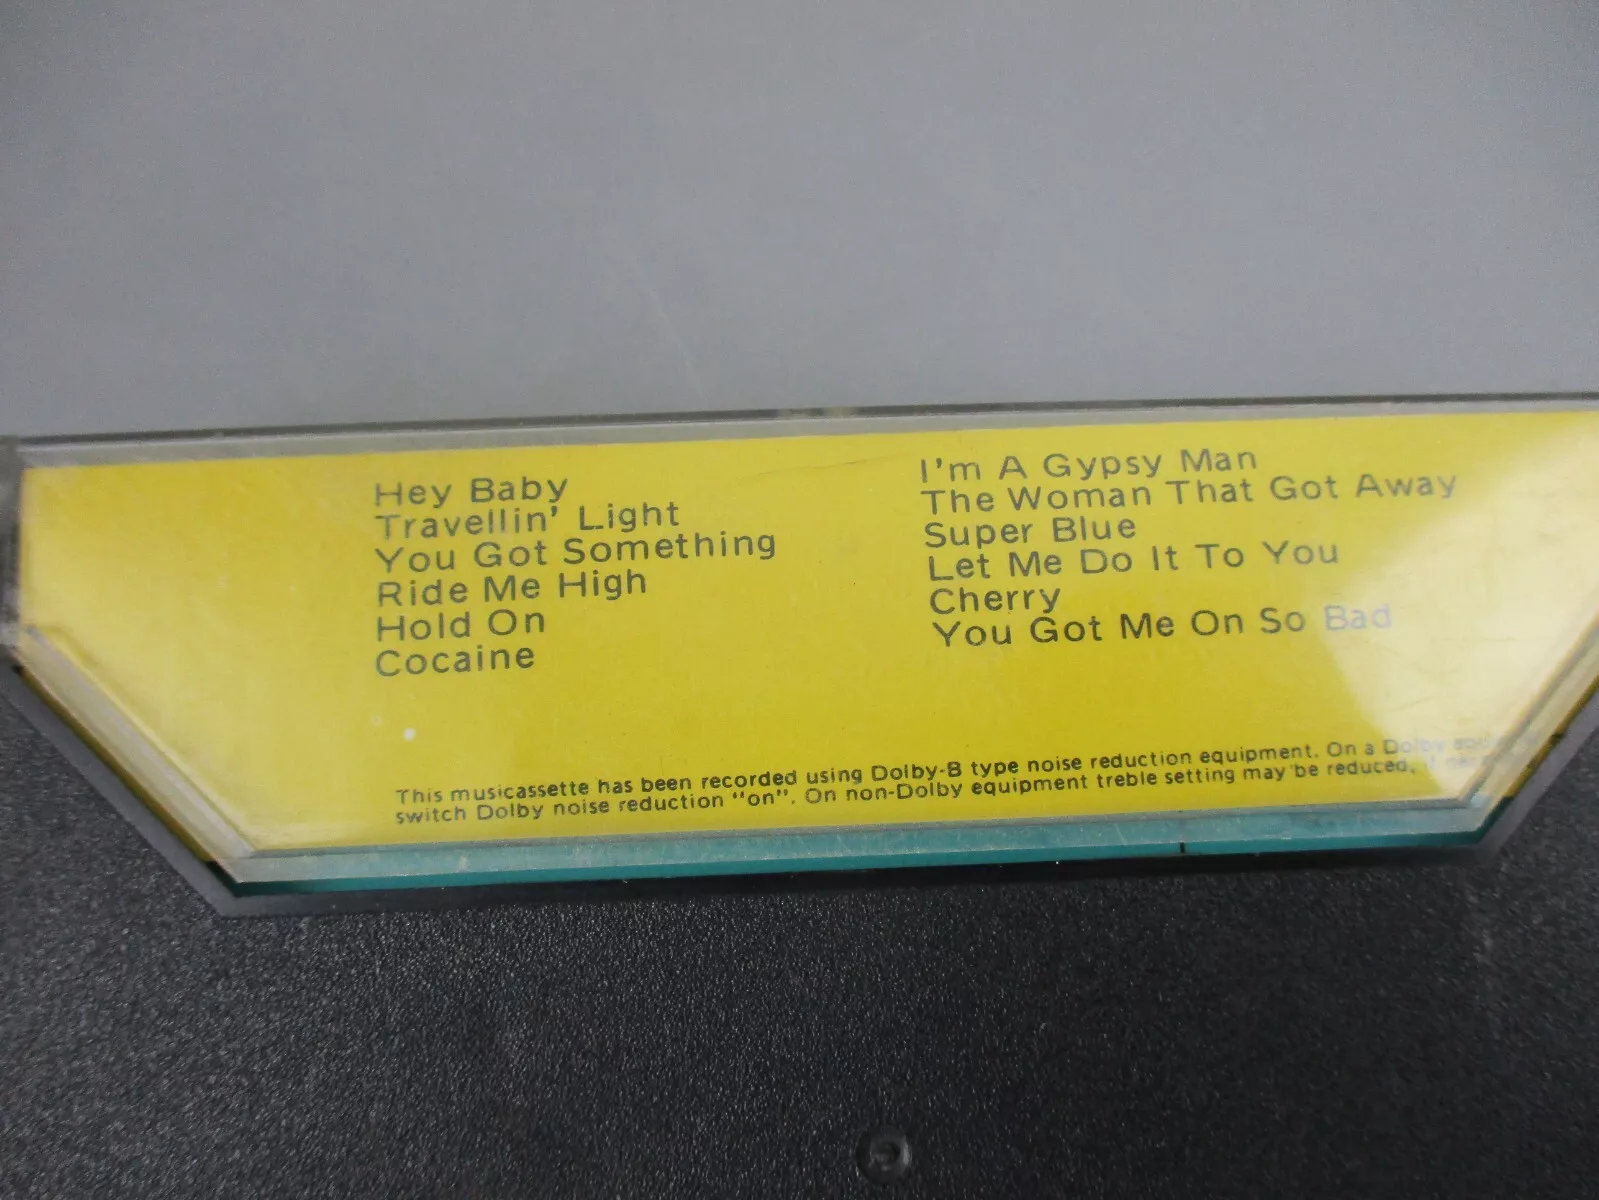 Hey Baby
Travellin' Light
You Got Something
Ride Me High
Hold On
Cocaine
I'm A Gypsy Man
The Woman That Got Away
Super Blue
Let Me Do It To You
Cherry
You Got Me On So Bad
This musicassette has been recorded using Dolby-B type noise reduction equipment. On a Dolby
switch Dolby noise reduction "on". On non-Dolby equipment treble setting may be reduced, if